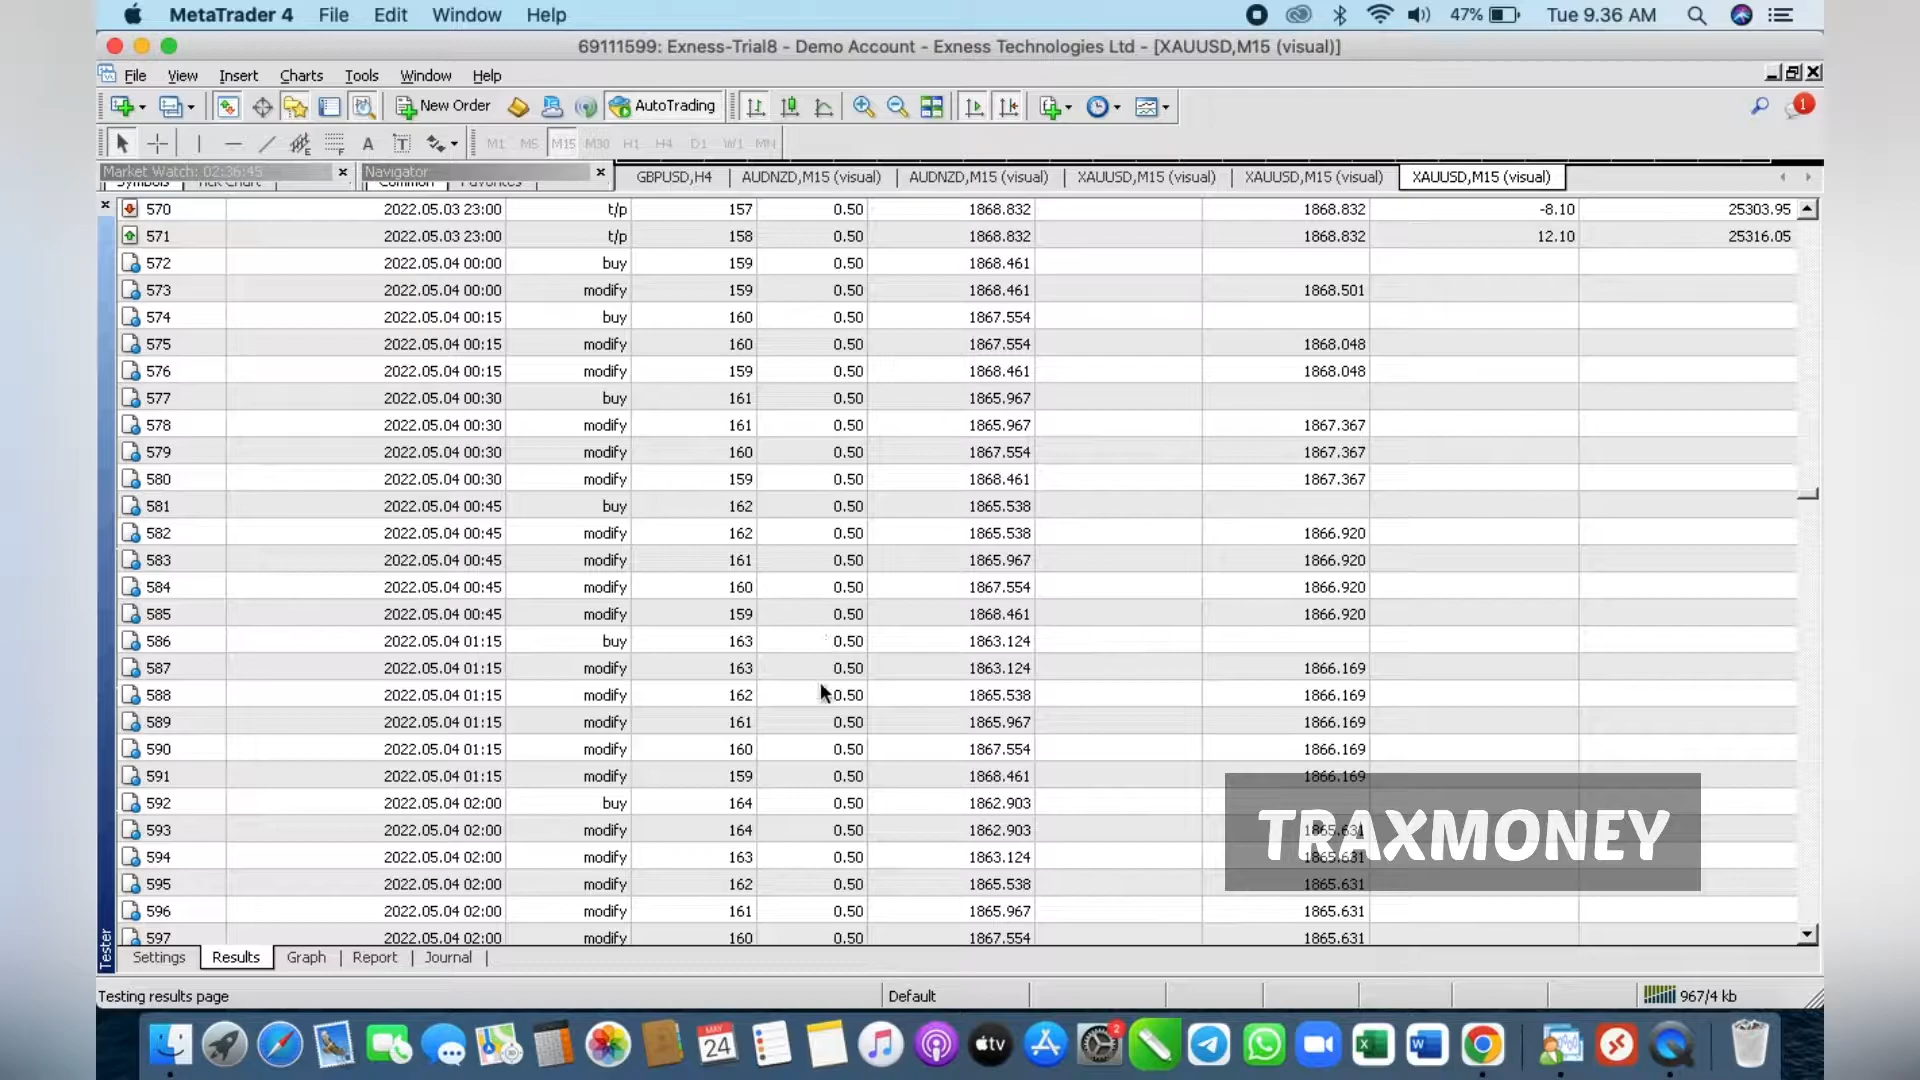 MetaTrader 4 File Edit Window Help 47% Tue 9.36 AM
69111599: Exness-Trial8 - Demo Account - Exness Technologies Ltd - [XAUUSD,M15 (visual)]
File View Insert Charts Tools Window Help
New Order AutoTrading 1
A T E F M1 M5 M15 M30 H1 H4 D1 W1 MN
Market Watch: 02:36:45 Navigator
Symbols Tick Chart Common Favorites GBPUSD,H4 AUDNZD,M15 (visual) AUDNZD,M15 (visual) XAUUSD,M15 (visual) XAUUSD,M15 (visual) XAUUSD,M15 (visual)
570 2022.05.03 23:00 t/p 157 0.50 1868.832 1868.832 -8.10 25303.95
571 2022.05.03 23:00 t/p 158 0.50 1868.832 1868.832 12.10 25316.05
572 2022.05.04 00:00 buy 159 0.50 1868.461
573 2022.05.04 00:00 modify 159 0.50 1868.461 1868.501
574 2022.05.04 00:15 buy 160 0.50 1867.554
575 2022.05.04 00:15 modify 160 0.50 1867.554 1868.048
576 2022.05.04 00:15 modify 159 0.50 1868.461 1868.048
577 2022.05.04 00:30 buy 161 0.50 1865.967
578 2022.05.04 00:30 modify 161 0.50 1865.967 1867.367
579 2022.05.04 00:30 modify 160 0.50 1867.554 1867.367
580 2022.05.04 00:30 modify 159 0.50 1868.461 1867.367
581 2022.05.04 00:45 buy 162 0.50 1865.538
582 2022.05.04 00:45 modify 162 0.50 1865.538 1866.920
583 2022.05.04 00:45 modify 161 0.50 1865.967 1866.920
584 2022.05.04 00:45 modify 160 0.50 1867.554 1866.920
585 2022.05.04 00:45 modify 159 0.50 1868.461 1866.920
586 2022.05.04 01:15 buy 163 0.50 1863.124
587 2022.05.04 01:15 modify 163 0.50 1863.124 1866.169
588 2022.05.04 01:15 modify 162 0.50 1865.538 1866.169
589 2022.05.04 01:15 modify 161 0.50 1865.967 1866.169
590 2022.05.04 01:15 modify 160 0.50 1867.554 1866.169
591 2022.05.04 01:15 modify 159 0.50 1868.461 1866.169
592 2022.05.04 02:00 buy 164 0.50 1862.903
593 2022.05.04 02:00 modify 164 0.50 1862.903 1865.631
TRAXMONEY
594 2022.05.04 02:00 modify 163 0.50 1863.124 1865.631
595 2022.05.04 02:00 modify 162 0.50 1865.538 1865.631
596 2022.05.04 02:00 modify 161 0.50 1865.967 1865.631
597 2022.05.04 02:00 modify 160 0.50 1867.554 1865.631
Tester
Settings Results Graph Report Journal
Testing results page Default 967/4 kb
MAY 24 tv 2 X W